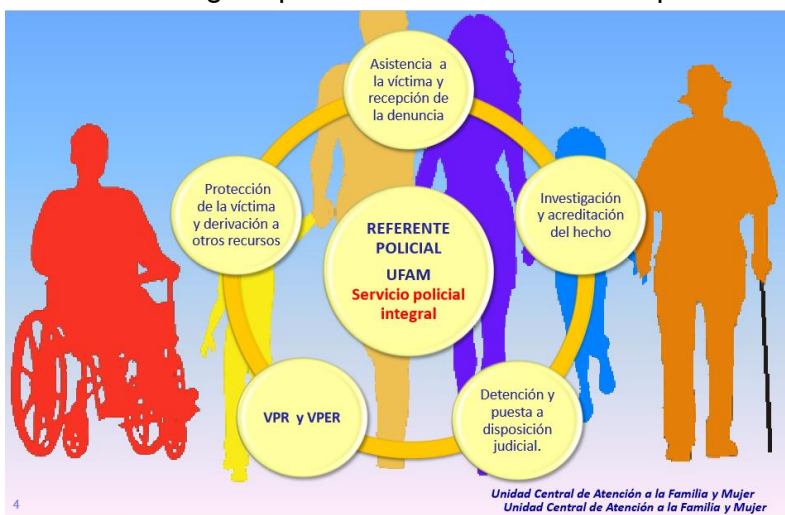 Asistencia a
la víctima y
recepción de
la denuncia
Investigación
y acreditación
del hecho
Detención y
puesta a
disposición
judicial.
VPR y VPER
Protección
de la víctima
y derivación a
otros recursos
REFERENTE
POLICIAL
UFAM
Servicio policial
integral
Unidad Central de Atención a la Familia y Mujer
Unidad Central de Atención a la Familia y Mujer
4